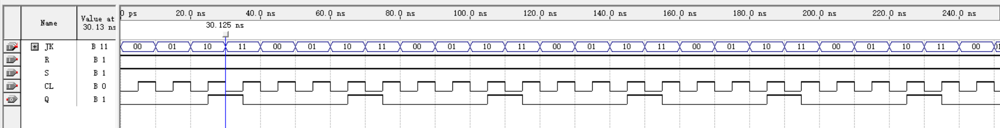 0 ps 20.0 ns 40.0 ns 60.0 ns 80.0 ns 100.0 ns 120.0 ns 140.0 ns 160.0 ns 180.0 ns 200.0 ns 220.0 ns 240.0 ns
Name
Value at
30.13 ns
30.125 ns
JK B 11 00 01 10 11 00 01 10 11 00 01 10 11 00 01 10 11 00 01 10 11 00 01 10 11 00 01
R B 1
S B 1
CL B 0
Q B 1